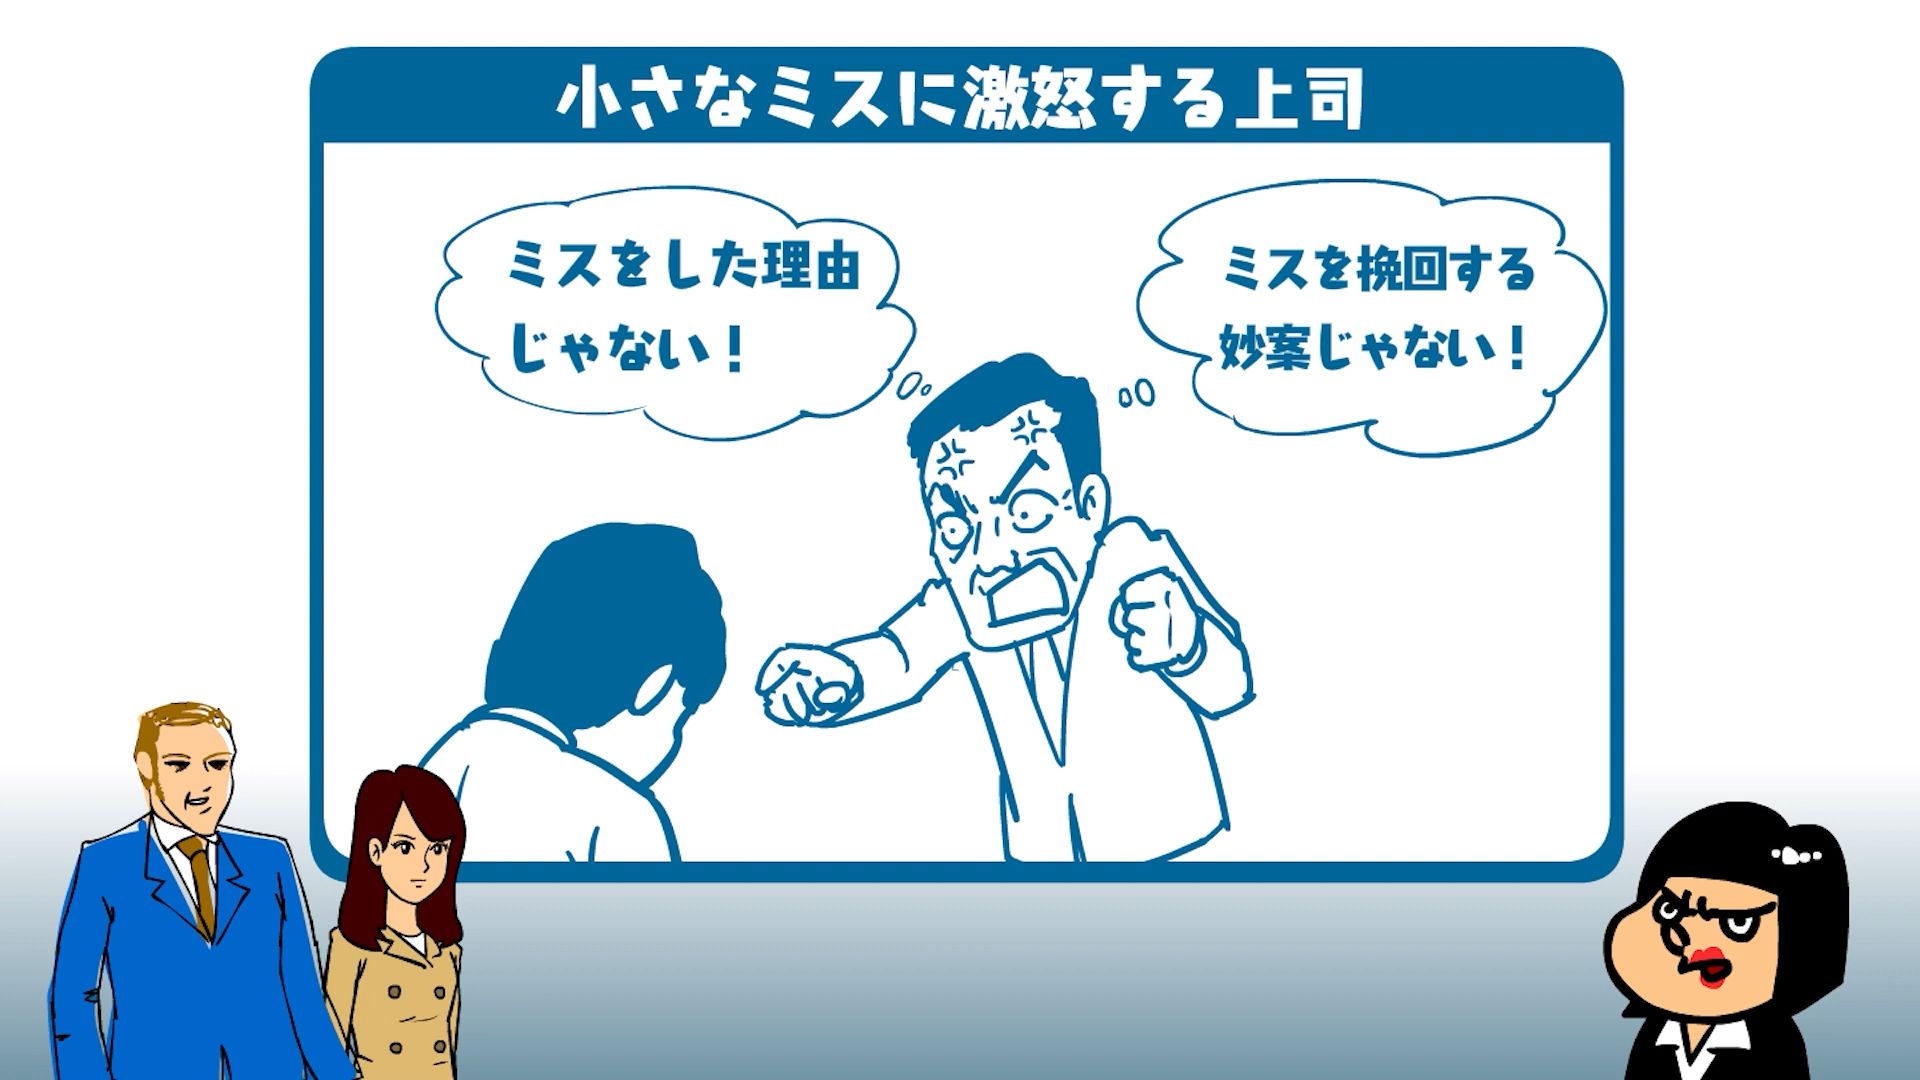 小さなミスに激怒する上司
ミスをした理由
じゃない！
ミスを挽回する
妙案じゃない！